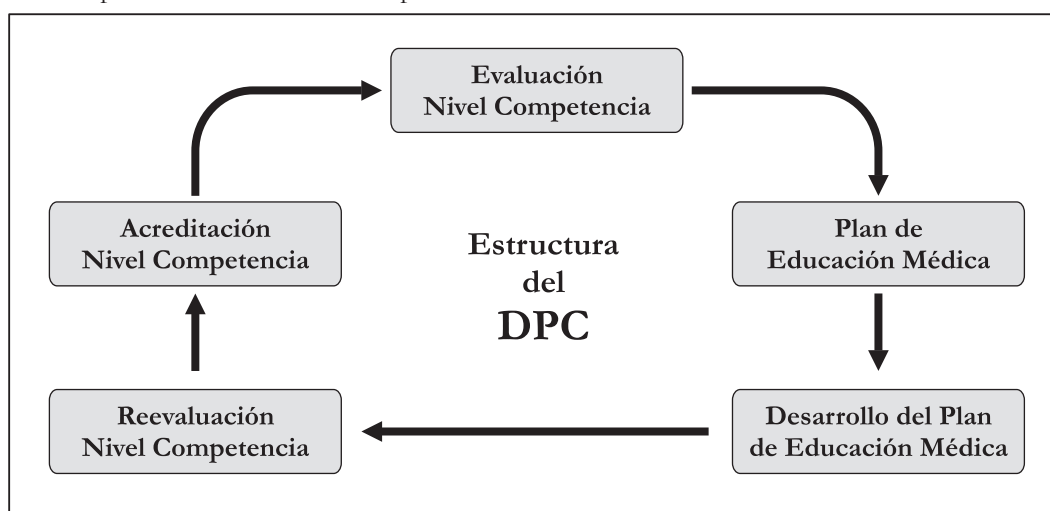 Evaluación
Nivel Competencia
Acreditación
Nivel Competencia
Estructura
del
DPC
Plan de
Educación Médica
Reevaluación
Nivel Competencia
Desarrollo del Plan
de Educación Médica